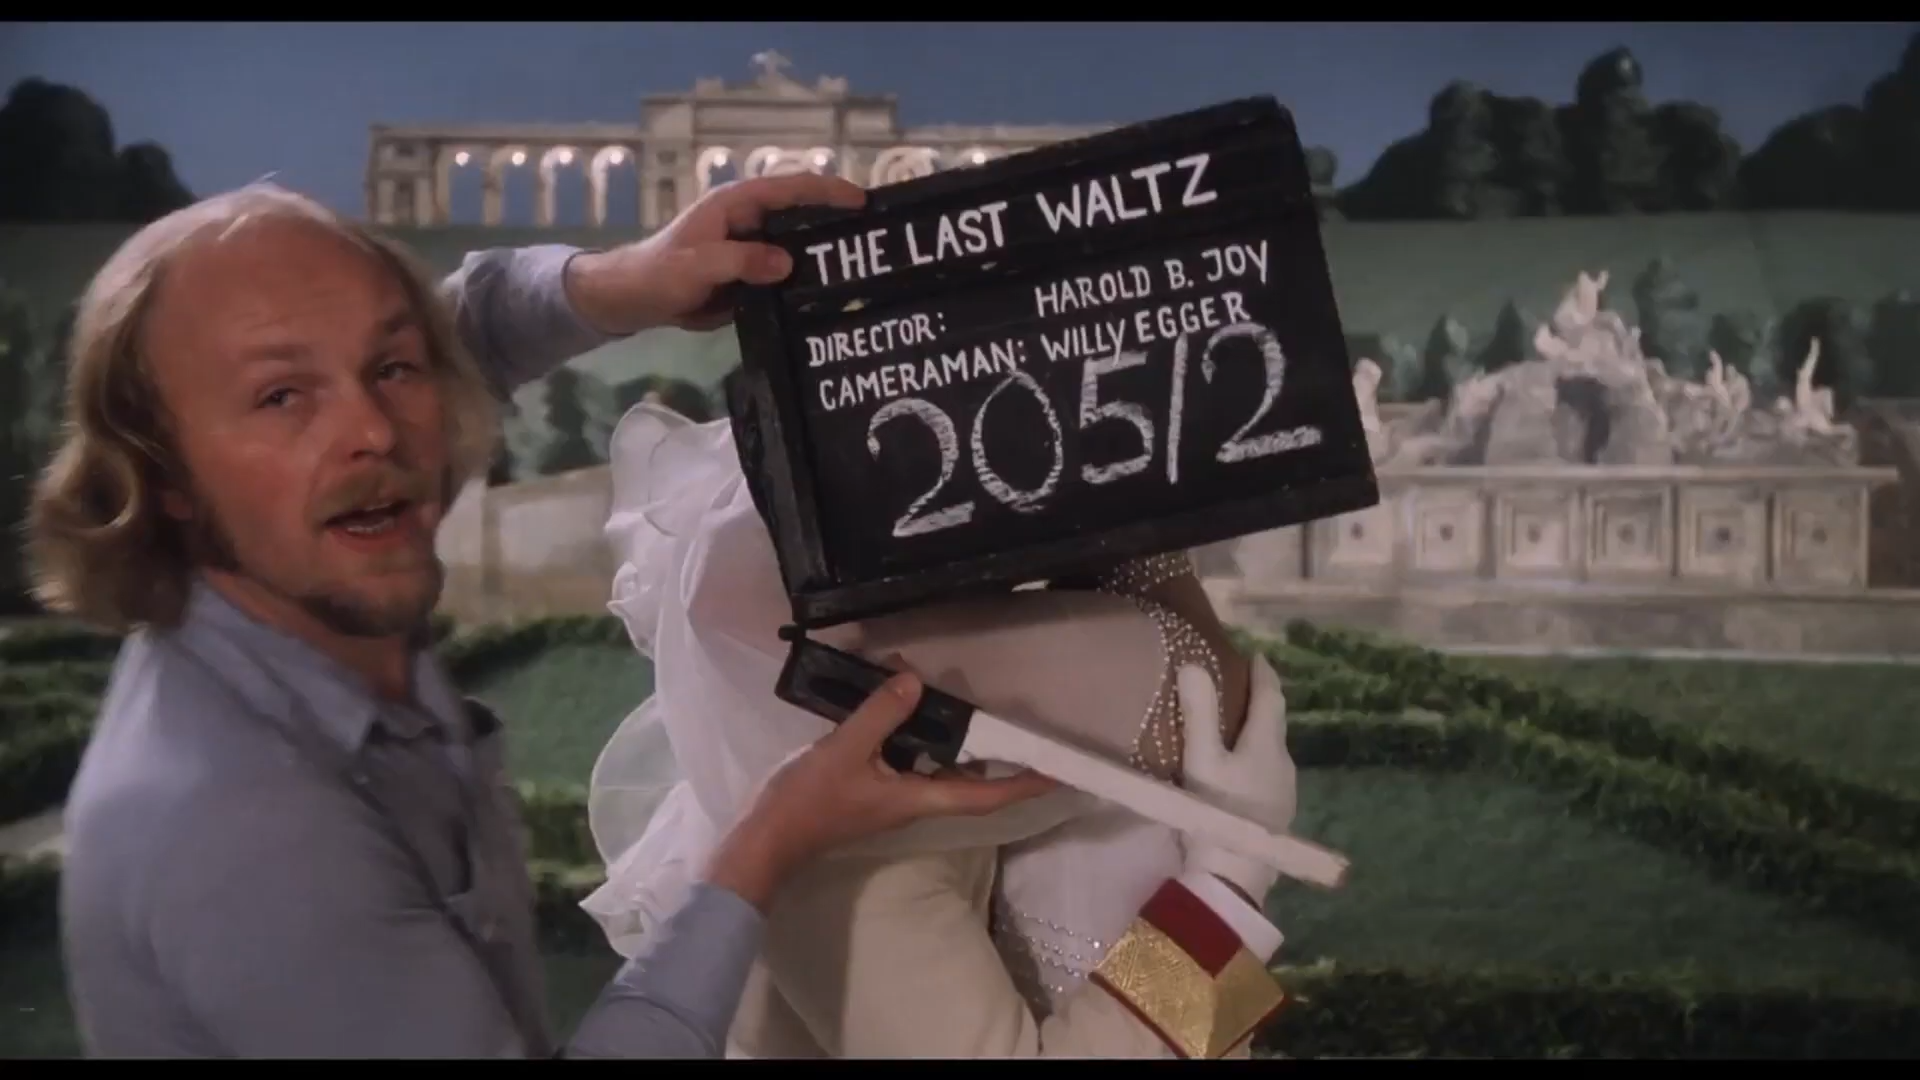 THE LAST WALTZ
DIRECTOR: HAROLD B. JOY
CAMERAMAN: WILLY EGGER
205/2